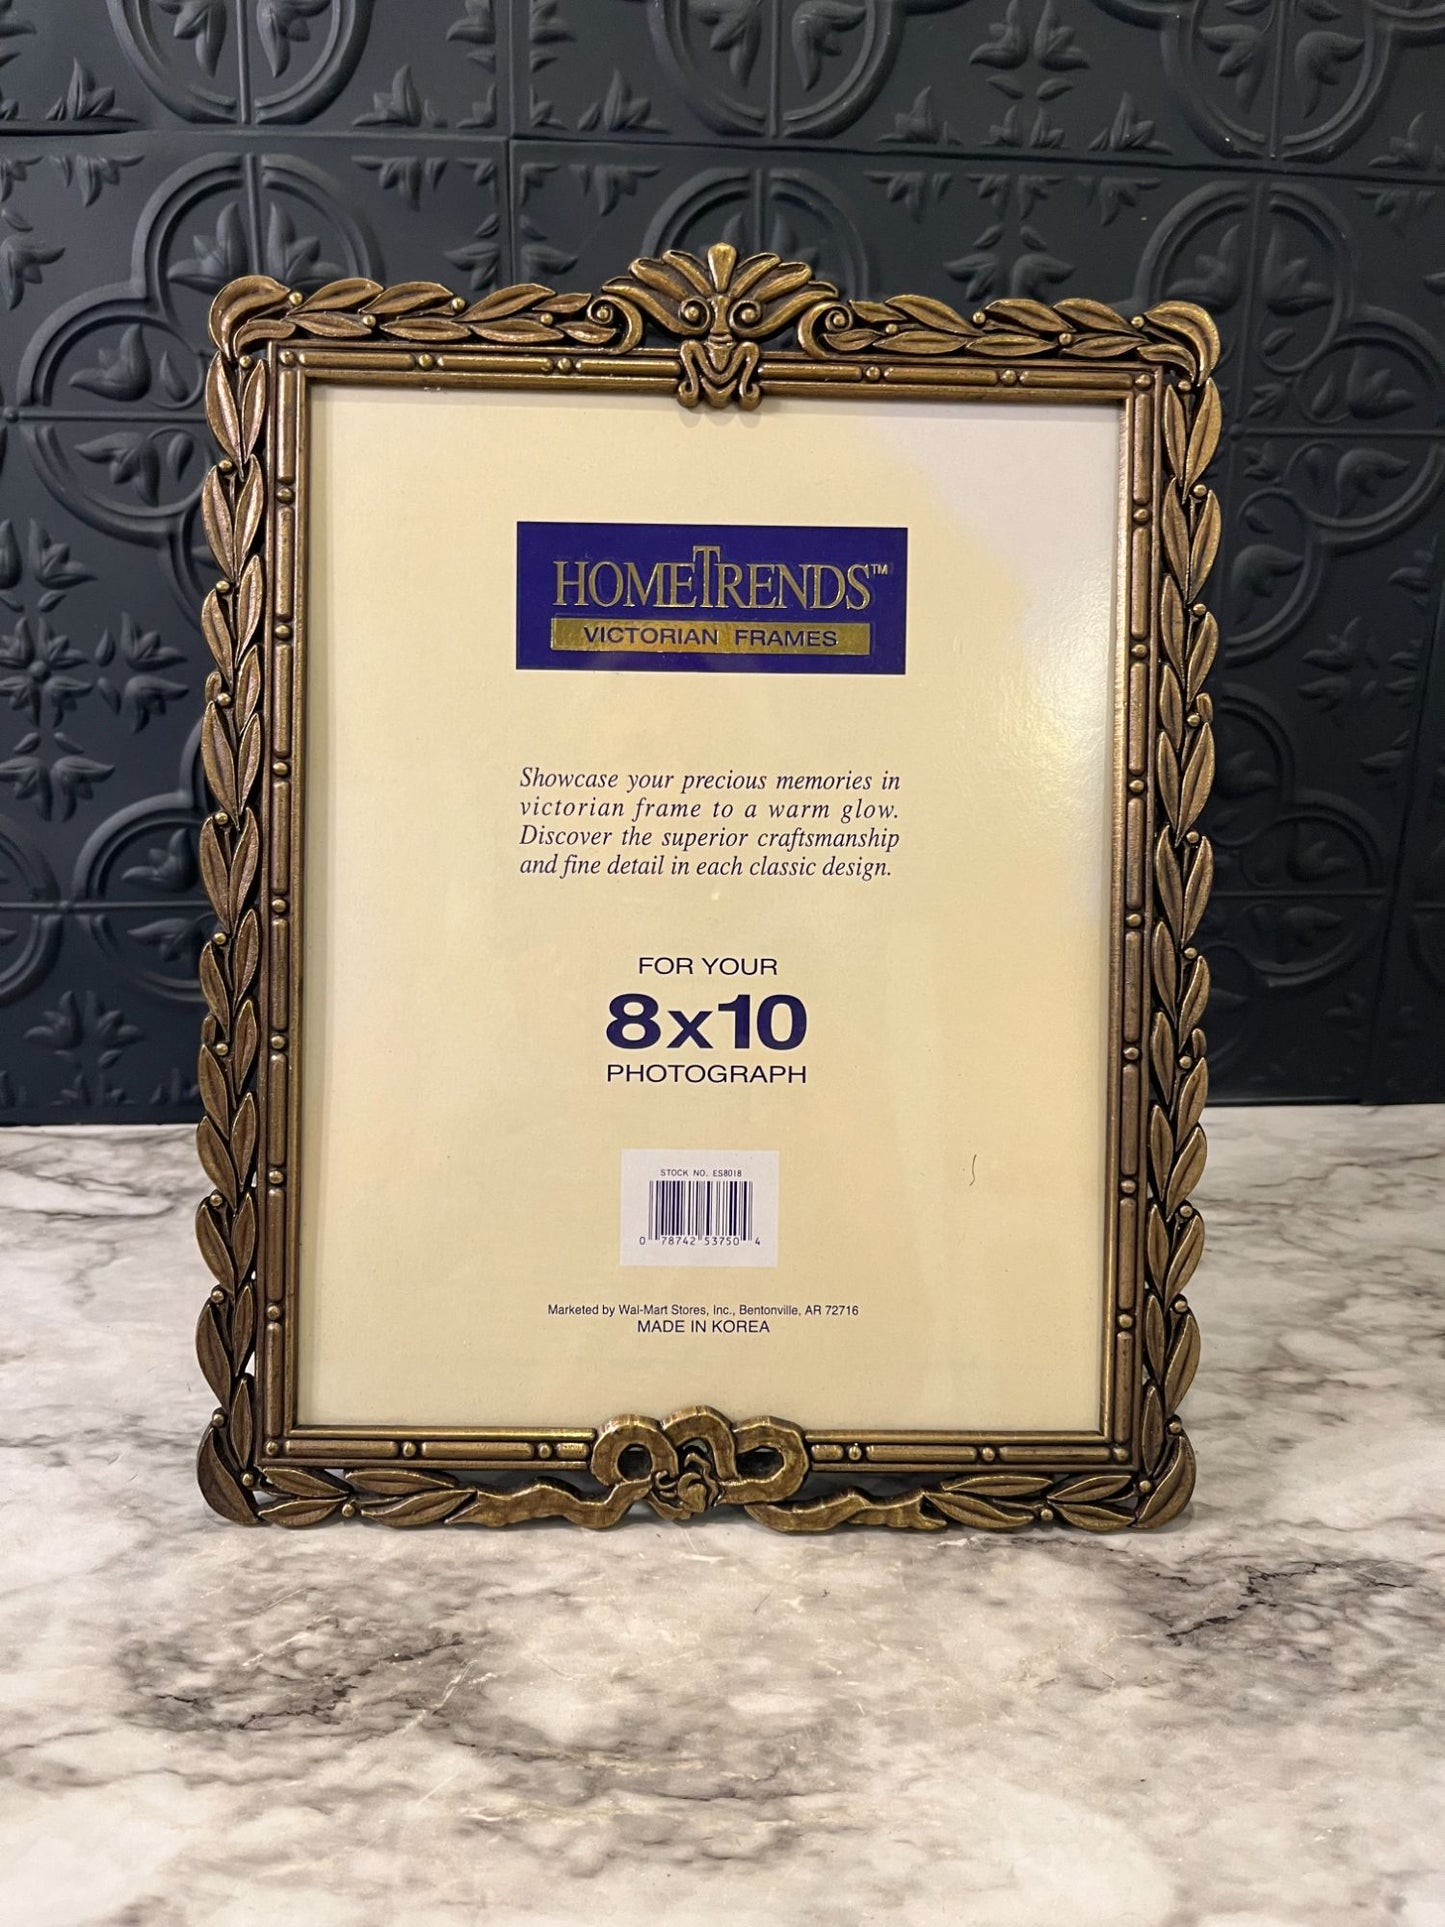 HOMETRENDS™
VICTORIAN FRAMES
Showcase your precious memories in
victorian frame to a warm glow.
Discover the superior craftsmanship
and fine detail in each classic design.
FOR YOUR
8x10
PHOTOGRAPH
STOCK NO. ES8018
0 78742 53750 4
Marketed by Wal-Mart Stores, Inc., Bentonville, AR 72716
MADE IN KOREA